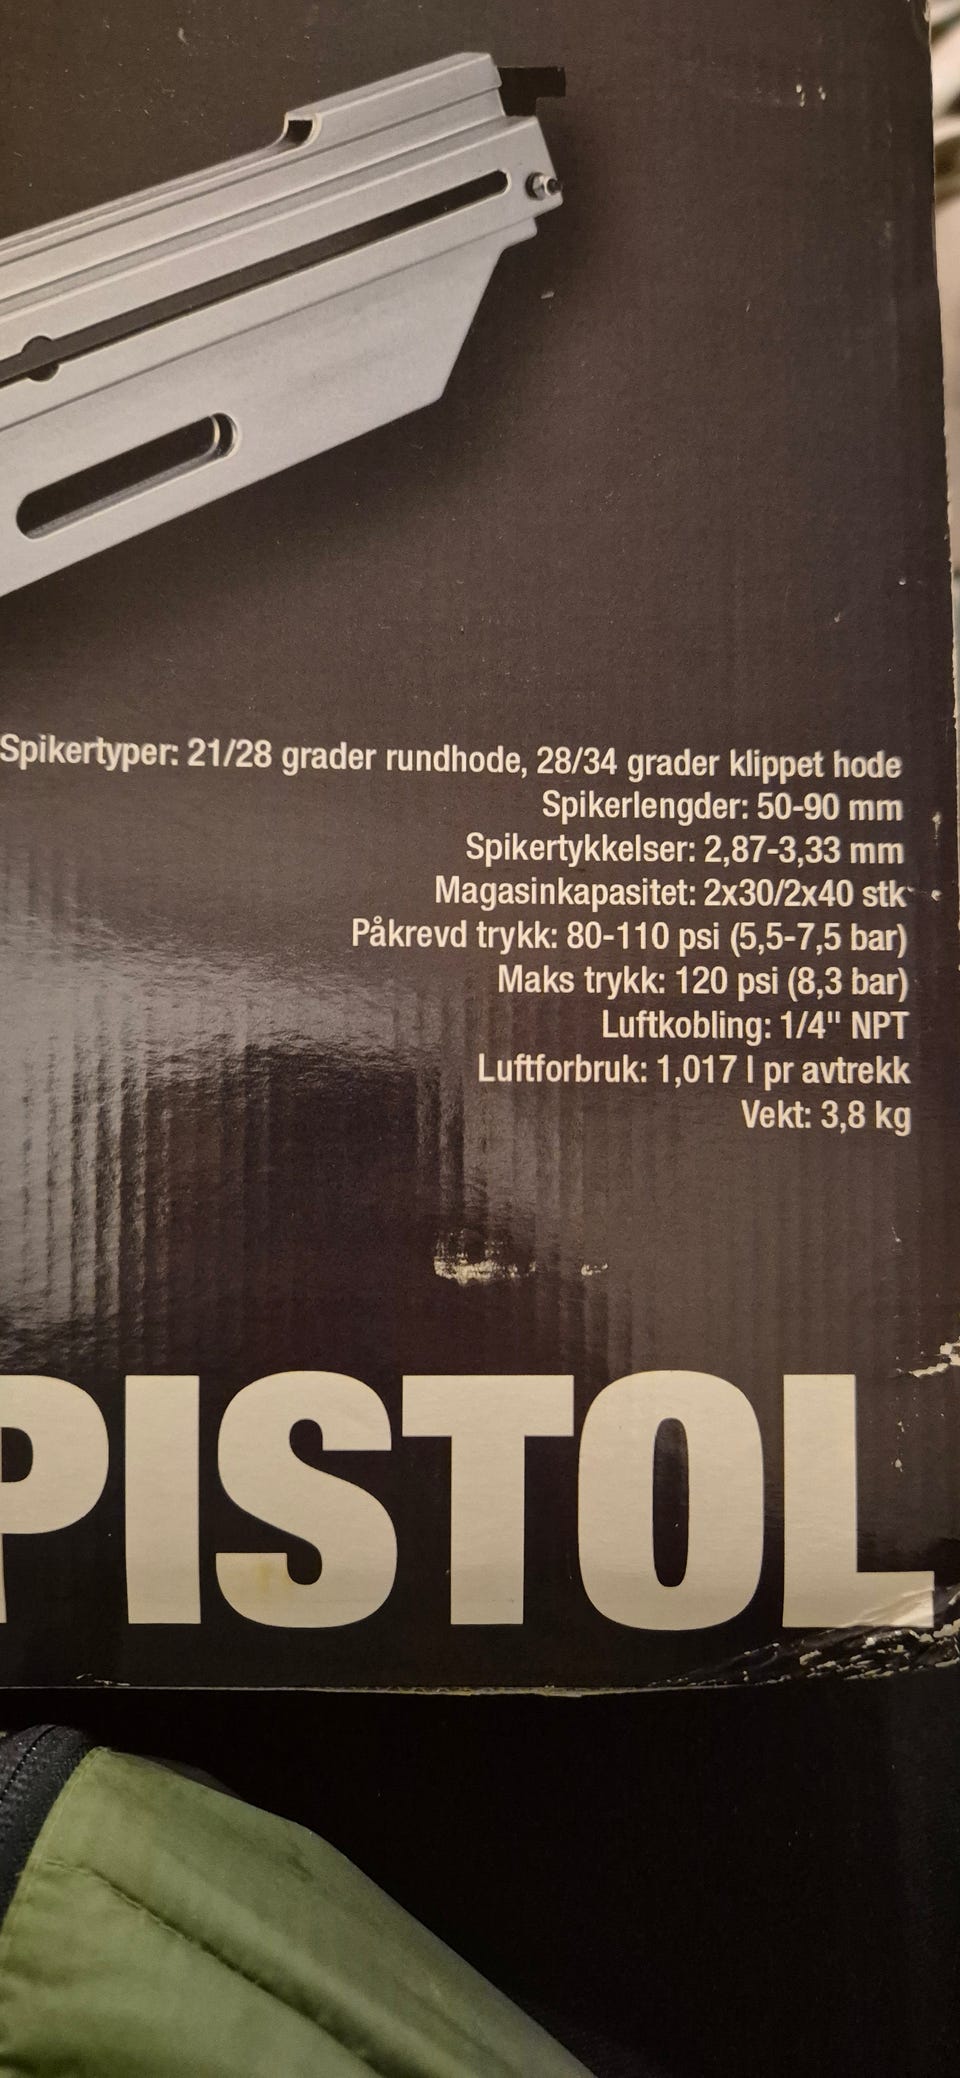 Spikertyper: 21/28 grader rundhode, 28/34 grader klippet hode
Spikerlengder: 50-90 mm
Spikertykkelser: 2,87-3,33 mm
Magasinkapasitet: 2x30/2x40 stk
Påkrevd trykk: 80-110 psi (5,5-7,5 bar)
Maks trykk: 120 psi (8,3 bar)
Luftkobling: 1/4" NPT
Luftforbruk: 1,017 l pr avtrekk
Vekt: 3,8 kg
PISTOL